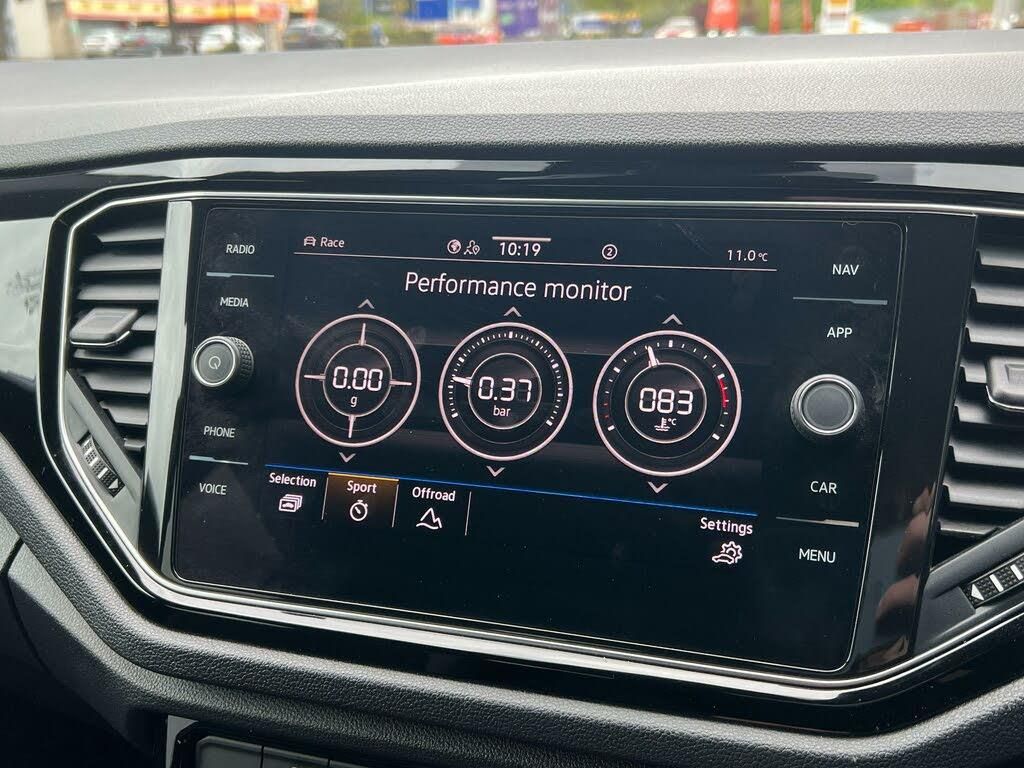 RADIO
MEDIA
PHONE
VOICE
Race 10:19 2 11.0 °C
Performance monitor
0.00
g
0.37
bar
083
°C
Selection Sport Offroad Settings
NAV
APP
CAR
MENU